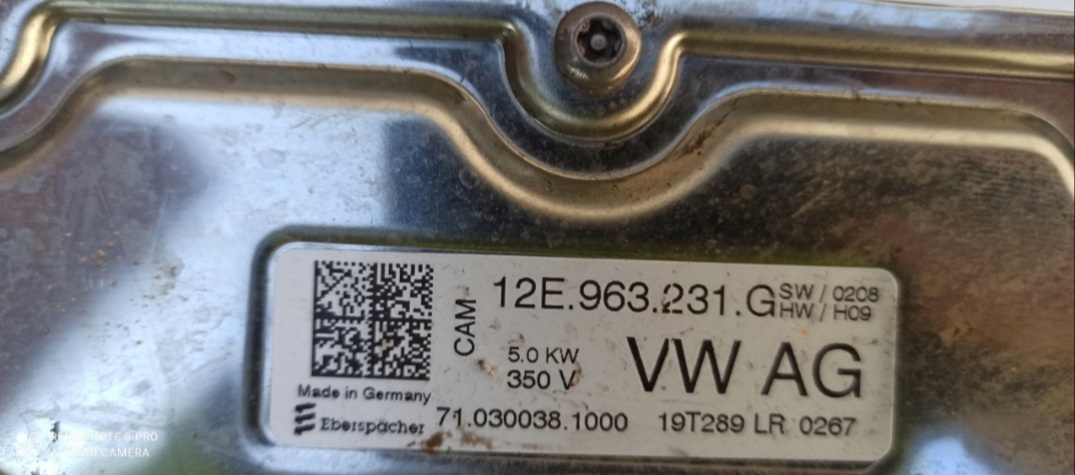 12E.963.231.G SW / 0208
HW / H09
CAM
5.0 KW
350 V
VW AG
Made in Germany
Eberspächer
71.030038.1000 19T289 LR 0267